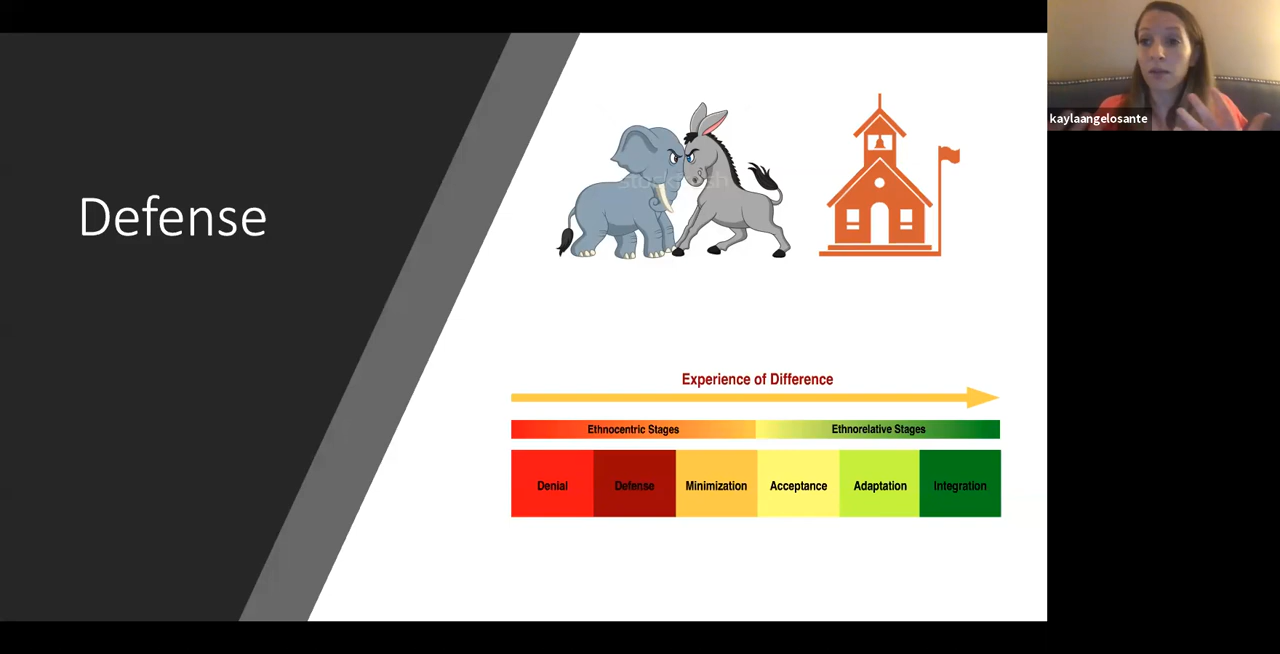 kaylaangelosante
Defense
Experience of Difference
Ethnocentric Stages
Ethnorelative Stages
Denial
Defense
Minimization
Acceptance
Adaptation
Integration